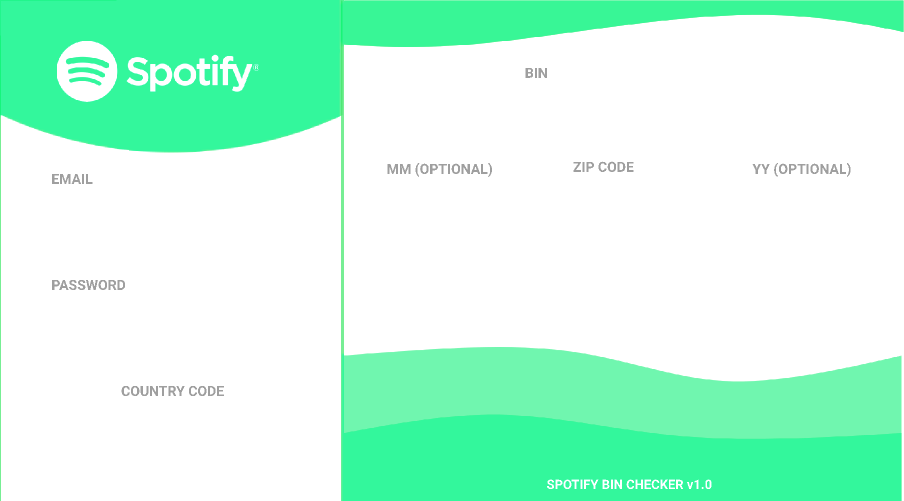 Spotify®
EMAIL
PASSWORD
COUNTRY CODE
BIN
MM (OPTIONAL)
ZIP CODE
YY (OPTIONAL)
SPOTIFY BIN CHECKER v1.0